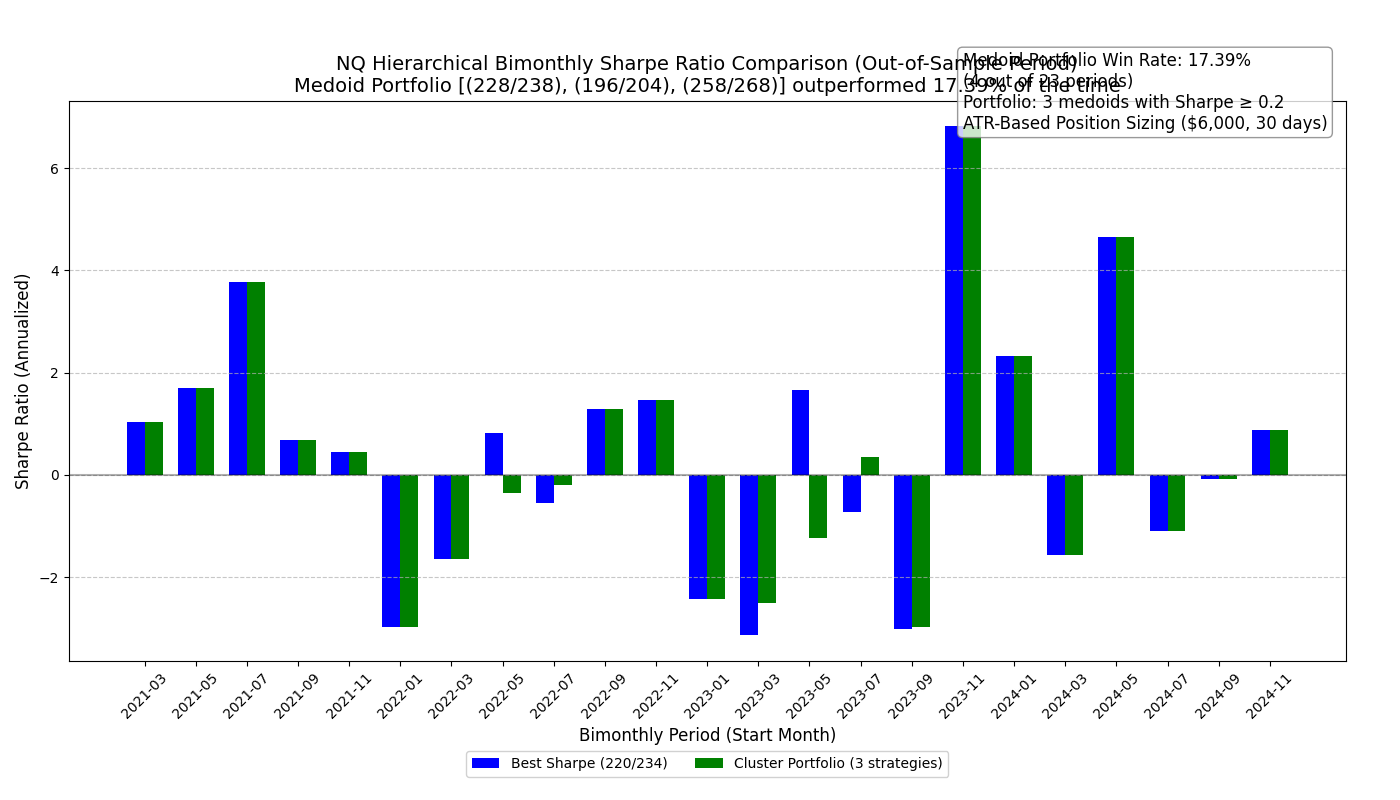 NQ Hierarchical Bimonthly Sharpe Ratio Comparison (Out-of-Sample Period)
Medoid Portfolio [(228/238), (196/204), (258/268)] outperformed 17.39% of the time
Medoid Portfolio Win Rate: 17.39%
(4 out of 23 periods)
Portfolio: 3 medoids with Sharpe ≥ 0.2
ATR-Based Position Sizing ($6,000, 30 days)
Sharpe Ratio (Annualized)
6
4
2
0
−2
2021-03
2021-05
2021-07
2021-09
2021-11
2022-01
2022-03
2022-05
2022-07
2022-09
2022-11
2023-01
2023-03
2023-05
2023-07
2023-09
2023-11
2024-01
2024-03
2024-05
2024-07
2024-09
2024-11
Bimonthly Period (Start Month)
Best Sharpe (220/234)
Cluster Portfolio (3 strategies)